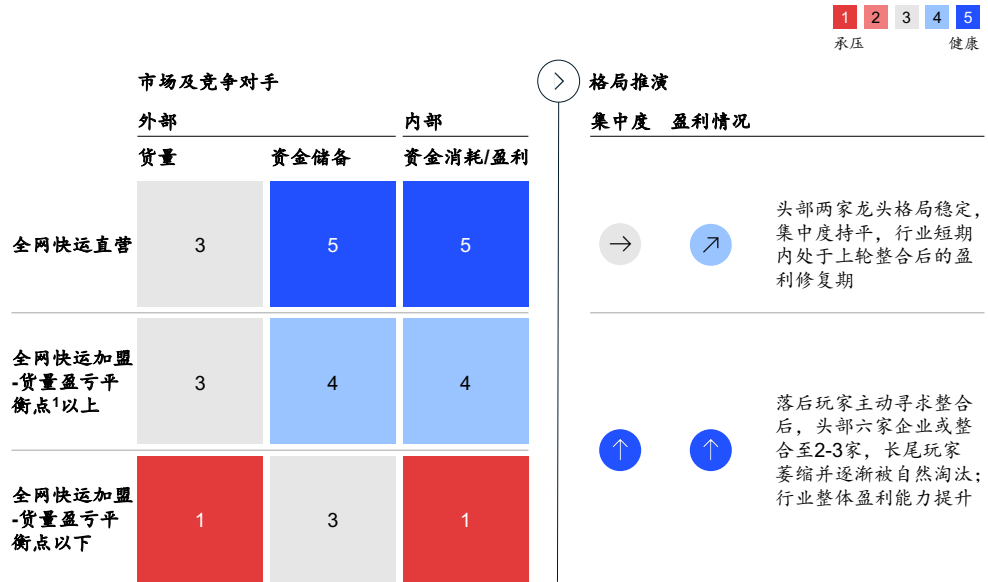 1 2 3 4 5
承压 健康
市场及竞争对手
格局推演
外部 内部
集中度 盈利情况
货量 资金储备 资金消耗/盈利
全网快运直营
3 5 5
头部两家龙头格局稳定，
集中度持平，行业短期
内处于上轮整合后的盈
利修复期
全网快运加盟
-货量盈亏平
衡点1以上
3 4 4
落后玩家主动寻求整合
后，头部六家企业或整
合至2-3家，长尾玩家
萎缩并逐渐被自然淘汰；
行业整体盈利能力提升
全网快运加盟
-货量盈亏平
衡点以下
1 3 1